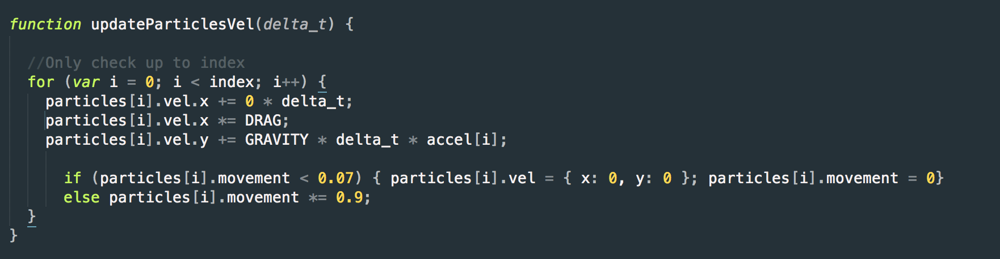 function updateParticlesVel(delta_t) {
//Only check up to index
for (var i = 0; i < index; i++) {
particles[i].vel.x += 0 * delta_t;
particles[i].vel.x *= DRAG;
particles[i].vel.y += GRAVITY * delta_t * accel[i];
if (particles[i].movement < 0.07) { particles[i].vel = { x: 0, y: 0 }; particles[i].movement = 0}
else particles[i].movement *= 0.9;
}
}